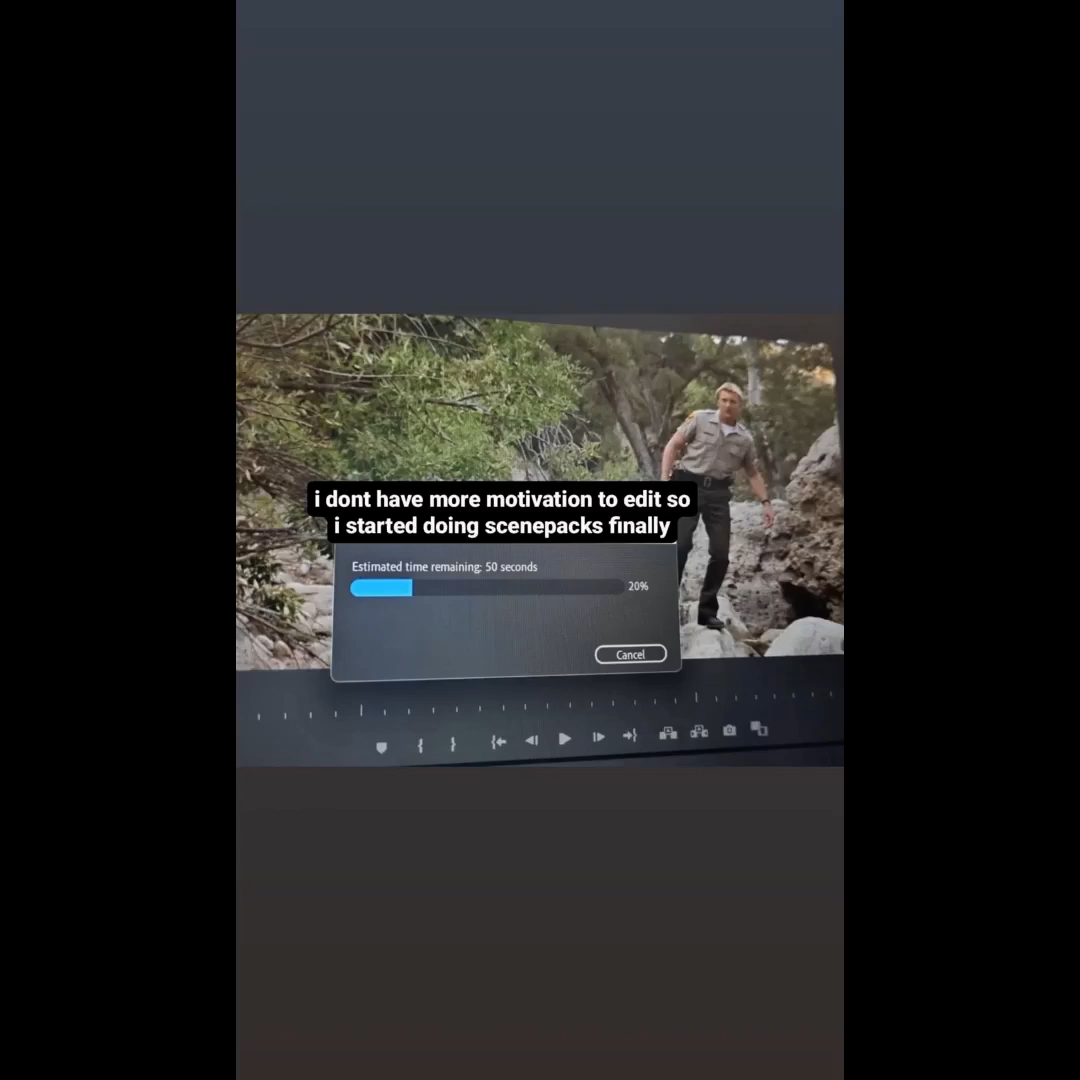 i dont have more motivation to edit so
i started doing scenepacks finally
Estimated time remaining: 50 seconds
20%
Cancel